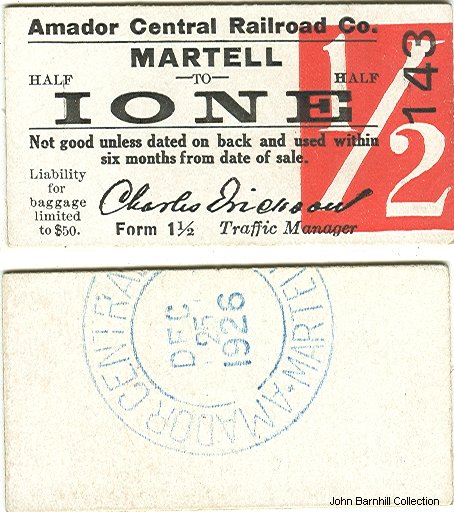 Amador Central Railroad Co.
MARTELL
HALF —TO— HALF
IONE
1/2
143
Not good unless dated on back and used within
six months from date of sale.
Liability
for
baggage
limited
to $50.
Charles Erickson
Form 1½ Traffic Manager
AMADOR CENTRAL
MARTELL
DEC
25
1926
John Barnhill Collection